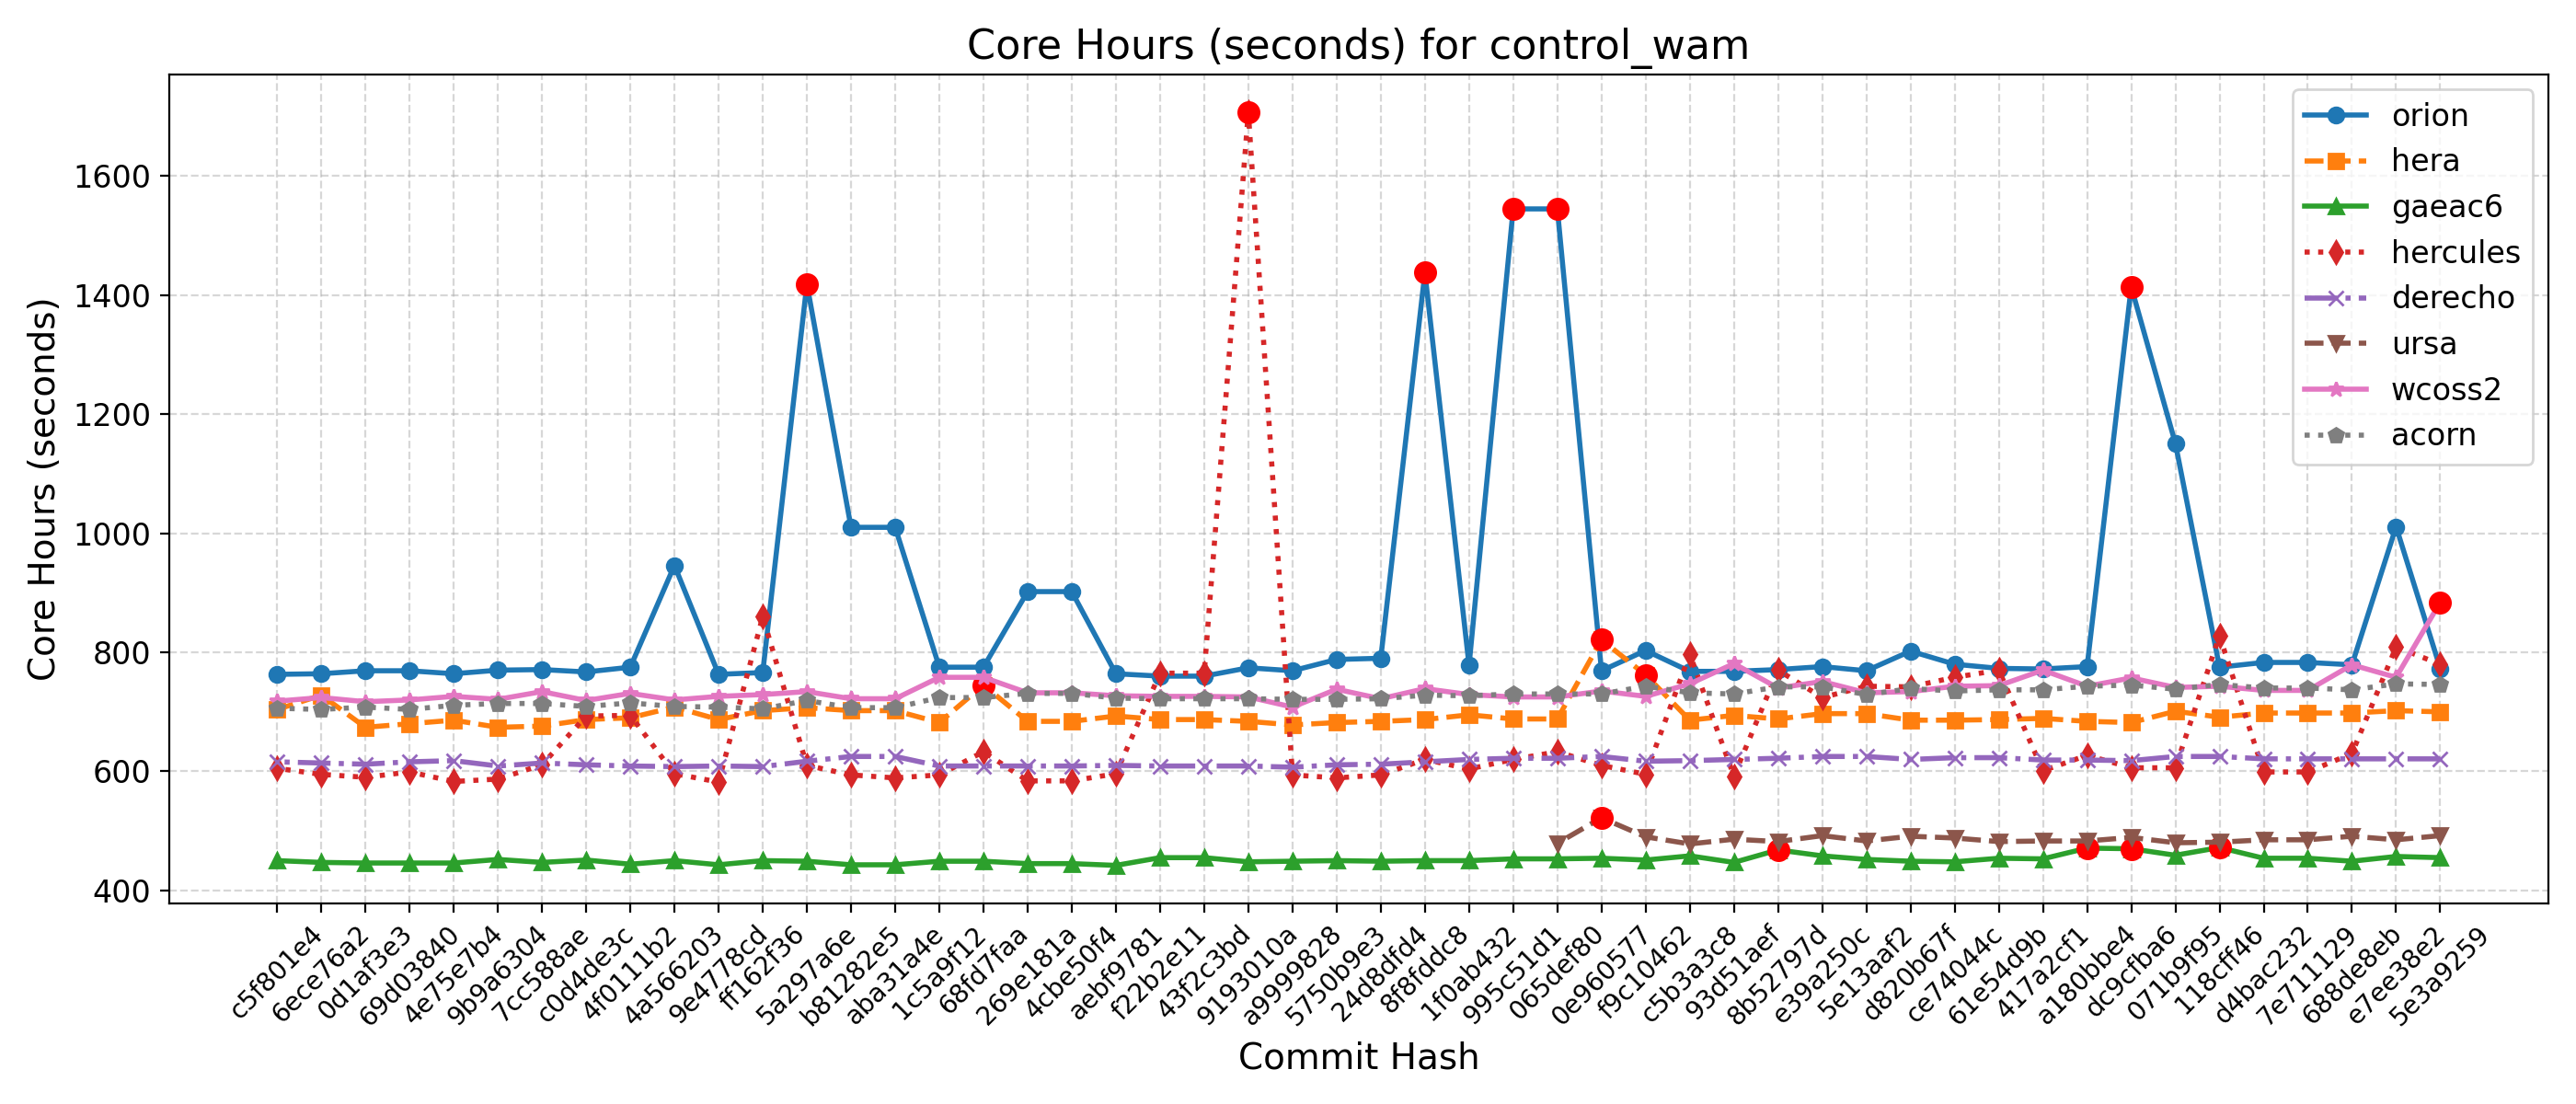 Core Hours (seconds) for control_wam
Core Hours (seconds)
1600
1400
1200
1000
800
600
400
orion
hera
gaeac6
hercules
derecho
ursa
wcoss2
acorn
c5f801e4
6ece76a2
0d1af3e3
69d03840
4e75e7b4
9b9a6304
7cc588ae
c0d4de3c
4f0111b2
4a566203
9e4778cd
ff162f36
5a297a6e
b81282e5
aba31a4e
1c5a9f12
68fd7faa
269e181a
4cbe50f4
aebf9781
f22b2e11
43f2c3bd
9193010a
a9999828
5750b9e3
24d8dfd4
8f8fddc8
1f0ab432
995c51d1
065def80
0e960577
f9c10462
c5b3a3c8
93d51aef
8b52797d
e39a250c
5e13aaf2
d820b67f
ce74044c
61e54d9b
417a2cf1
a180bbe4
dc9cfba6
071b9f95
118cff46
d4bac232
7e711129
688de8eb
e7ee38e2
5e3a9259
Commit Hash